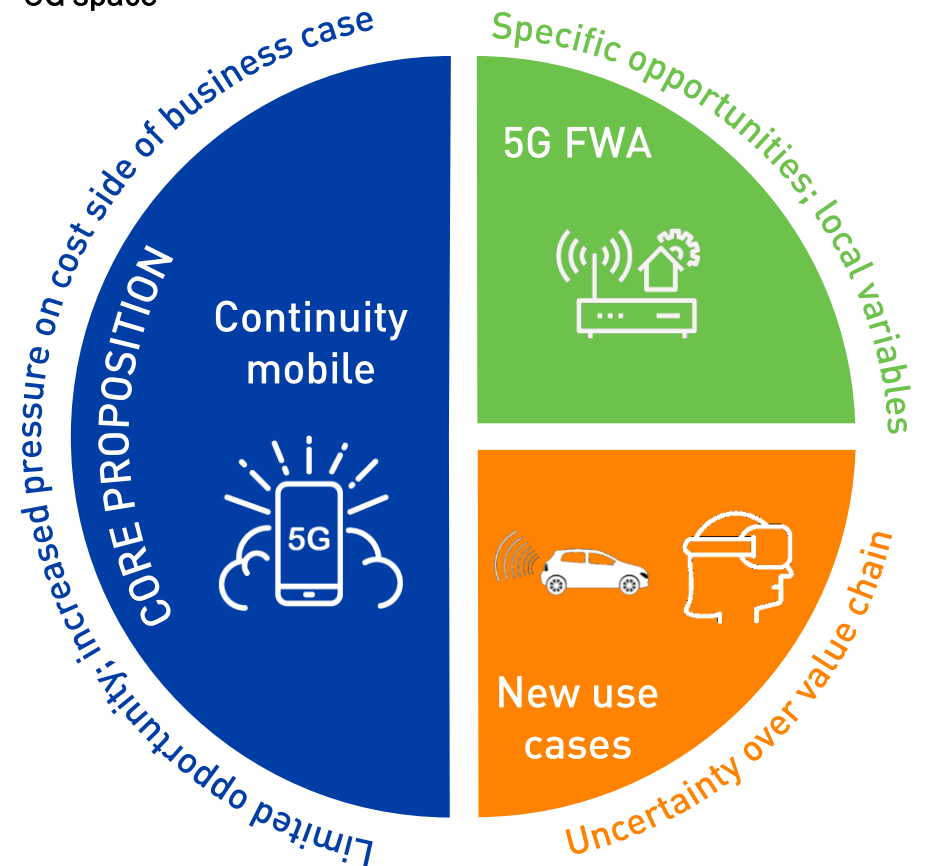 space
Limited opportunity; increased pressure on cost side of business case
CORE PROPOSITION
Continuity
mobile
5G
Specific opportunities; local variables
5G FWA
New use
cases
Uncertainty over value chain